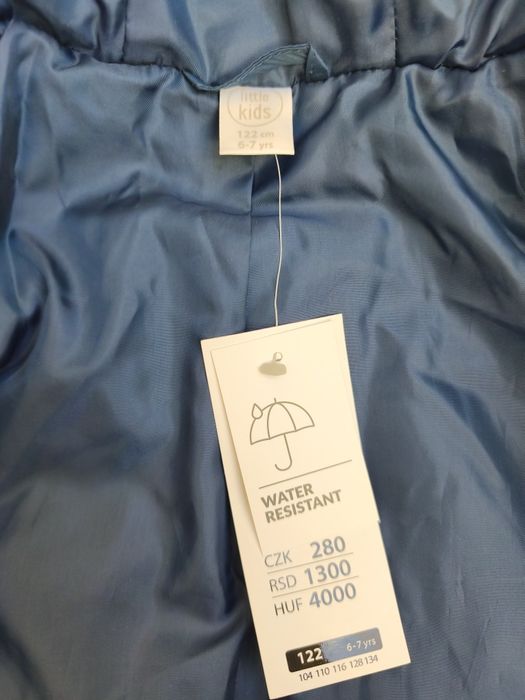 little
kids
122 cm
6-7 yrs
WATER
RESISTANT
CZK 280
RSD 1300
HUF 4000
122 6-7 yrs
104 110 116 128 134